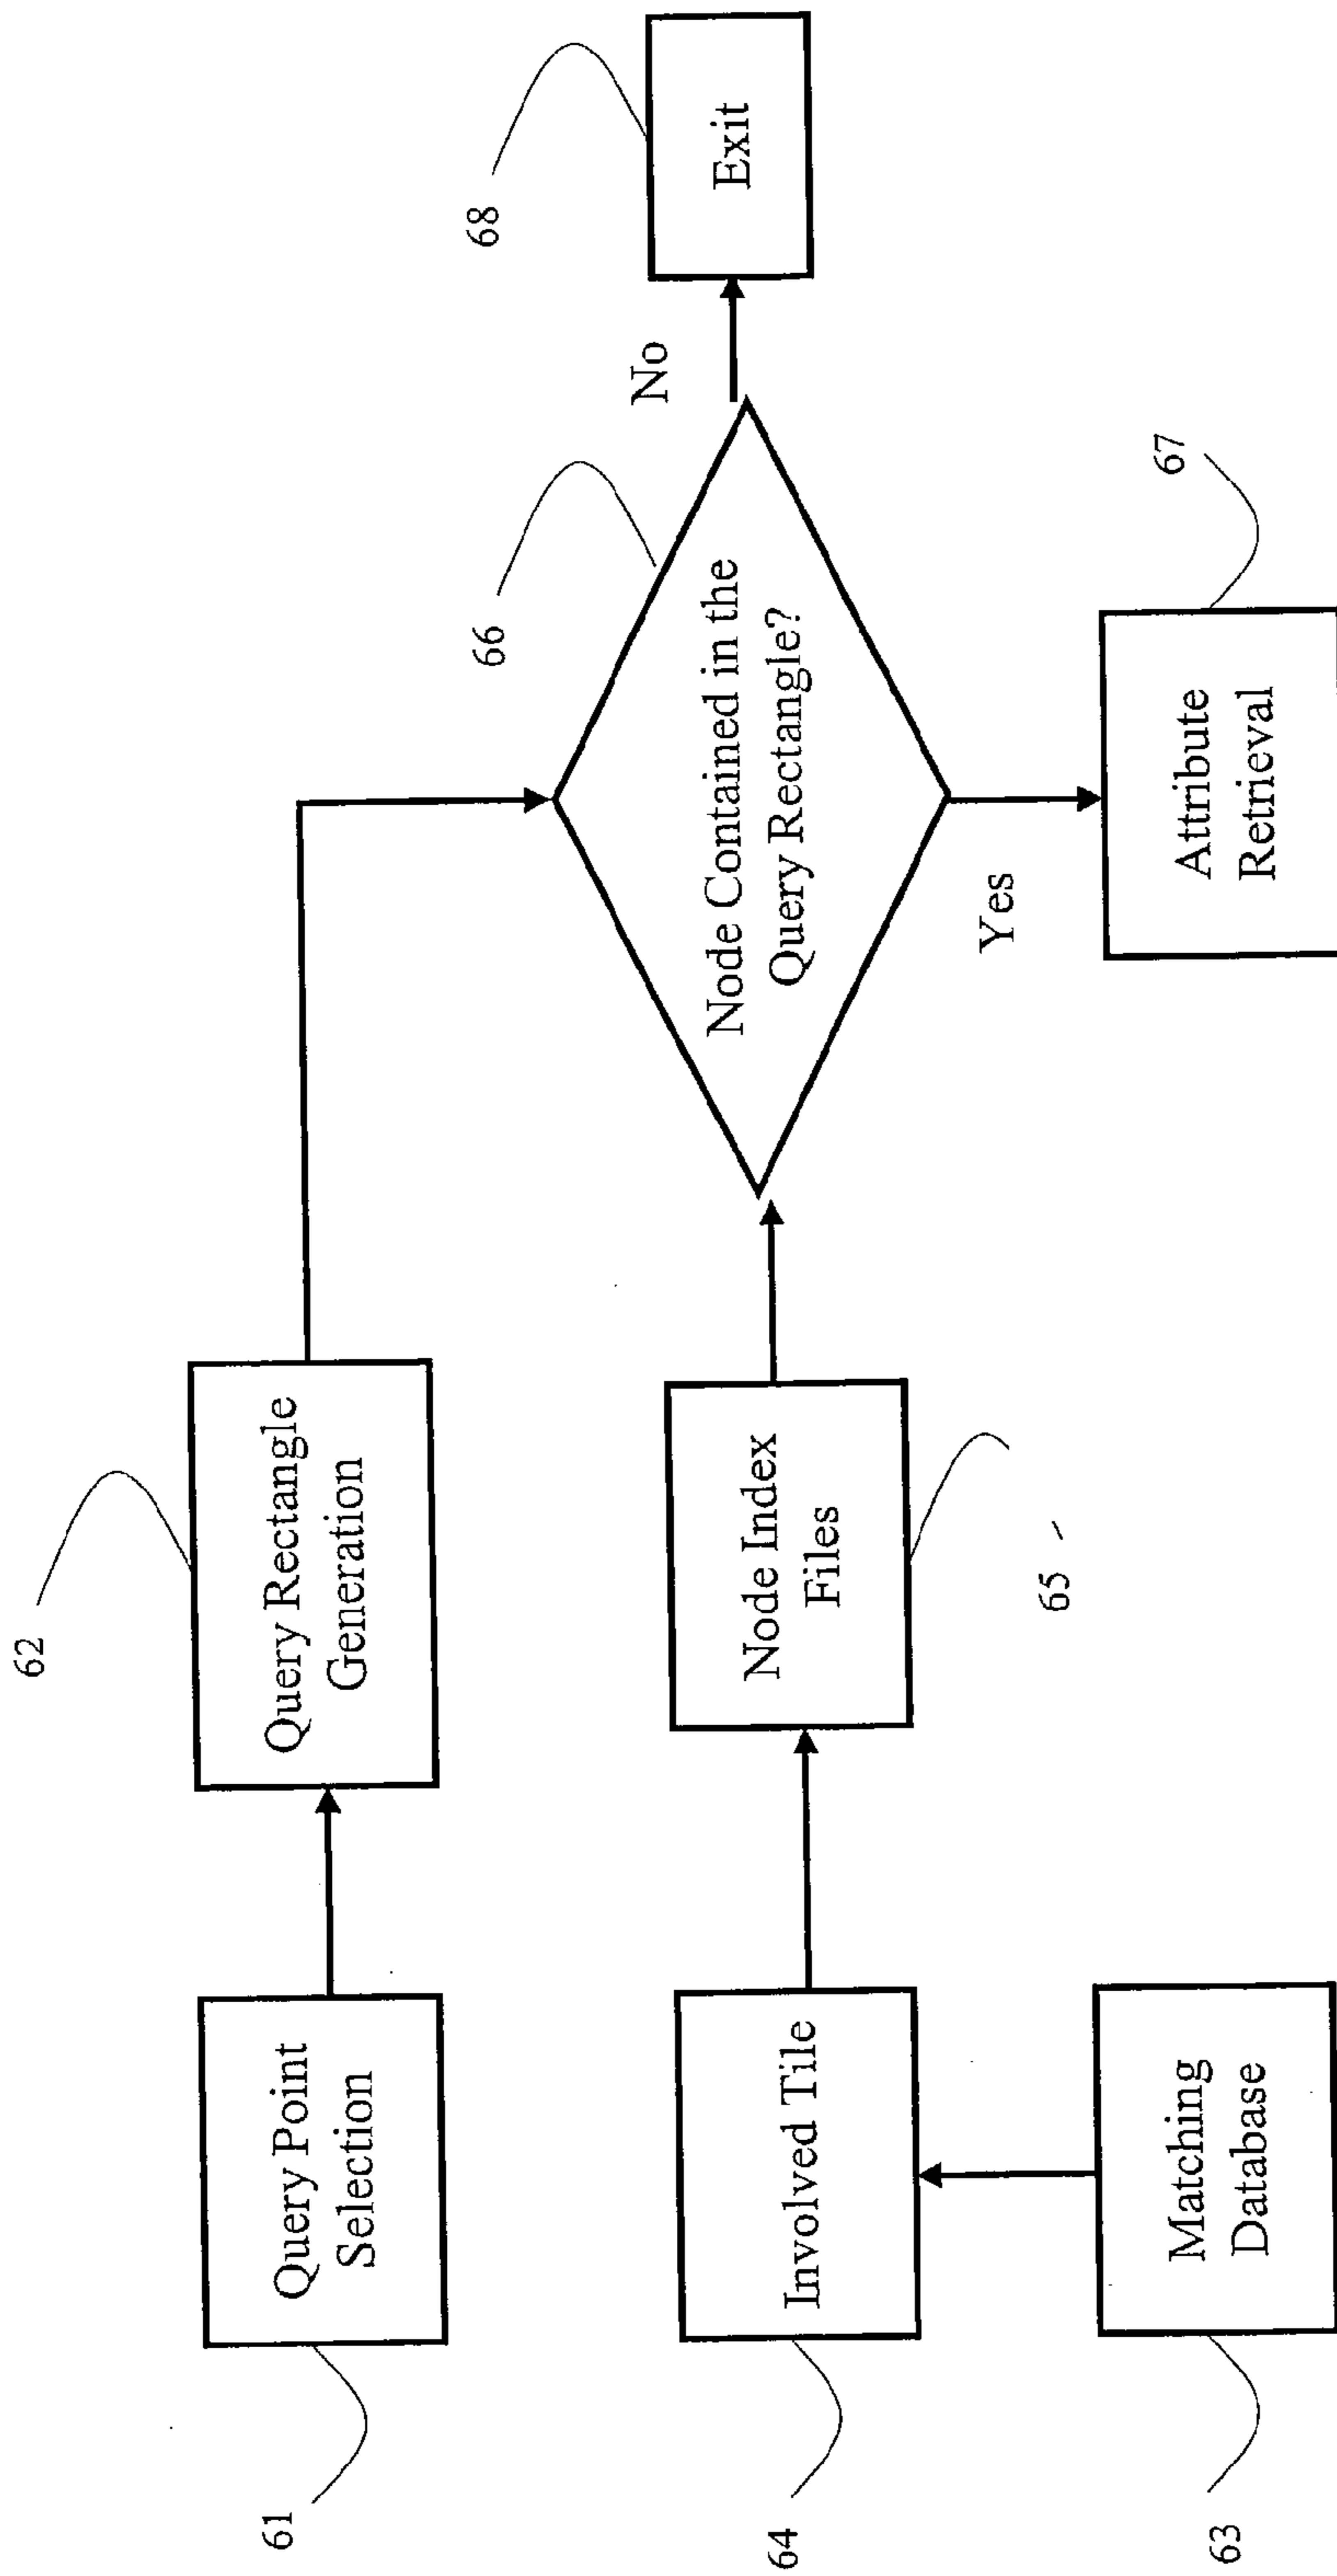 61
Query Point
Selection
62
Query Rectangle
Generation
63
Matching
Database
64
Involved Tile
65
Node Index
Files
66
Node Contained in the
Query Rectangle?
Yes
67
Attribute
Retrieval
No
68
Exit